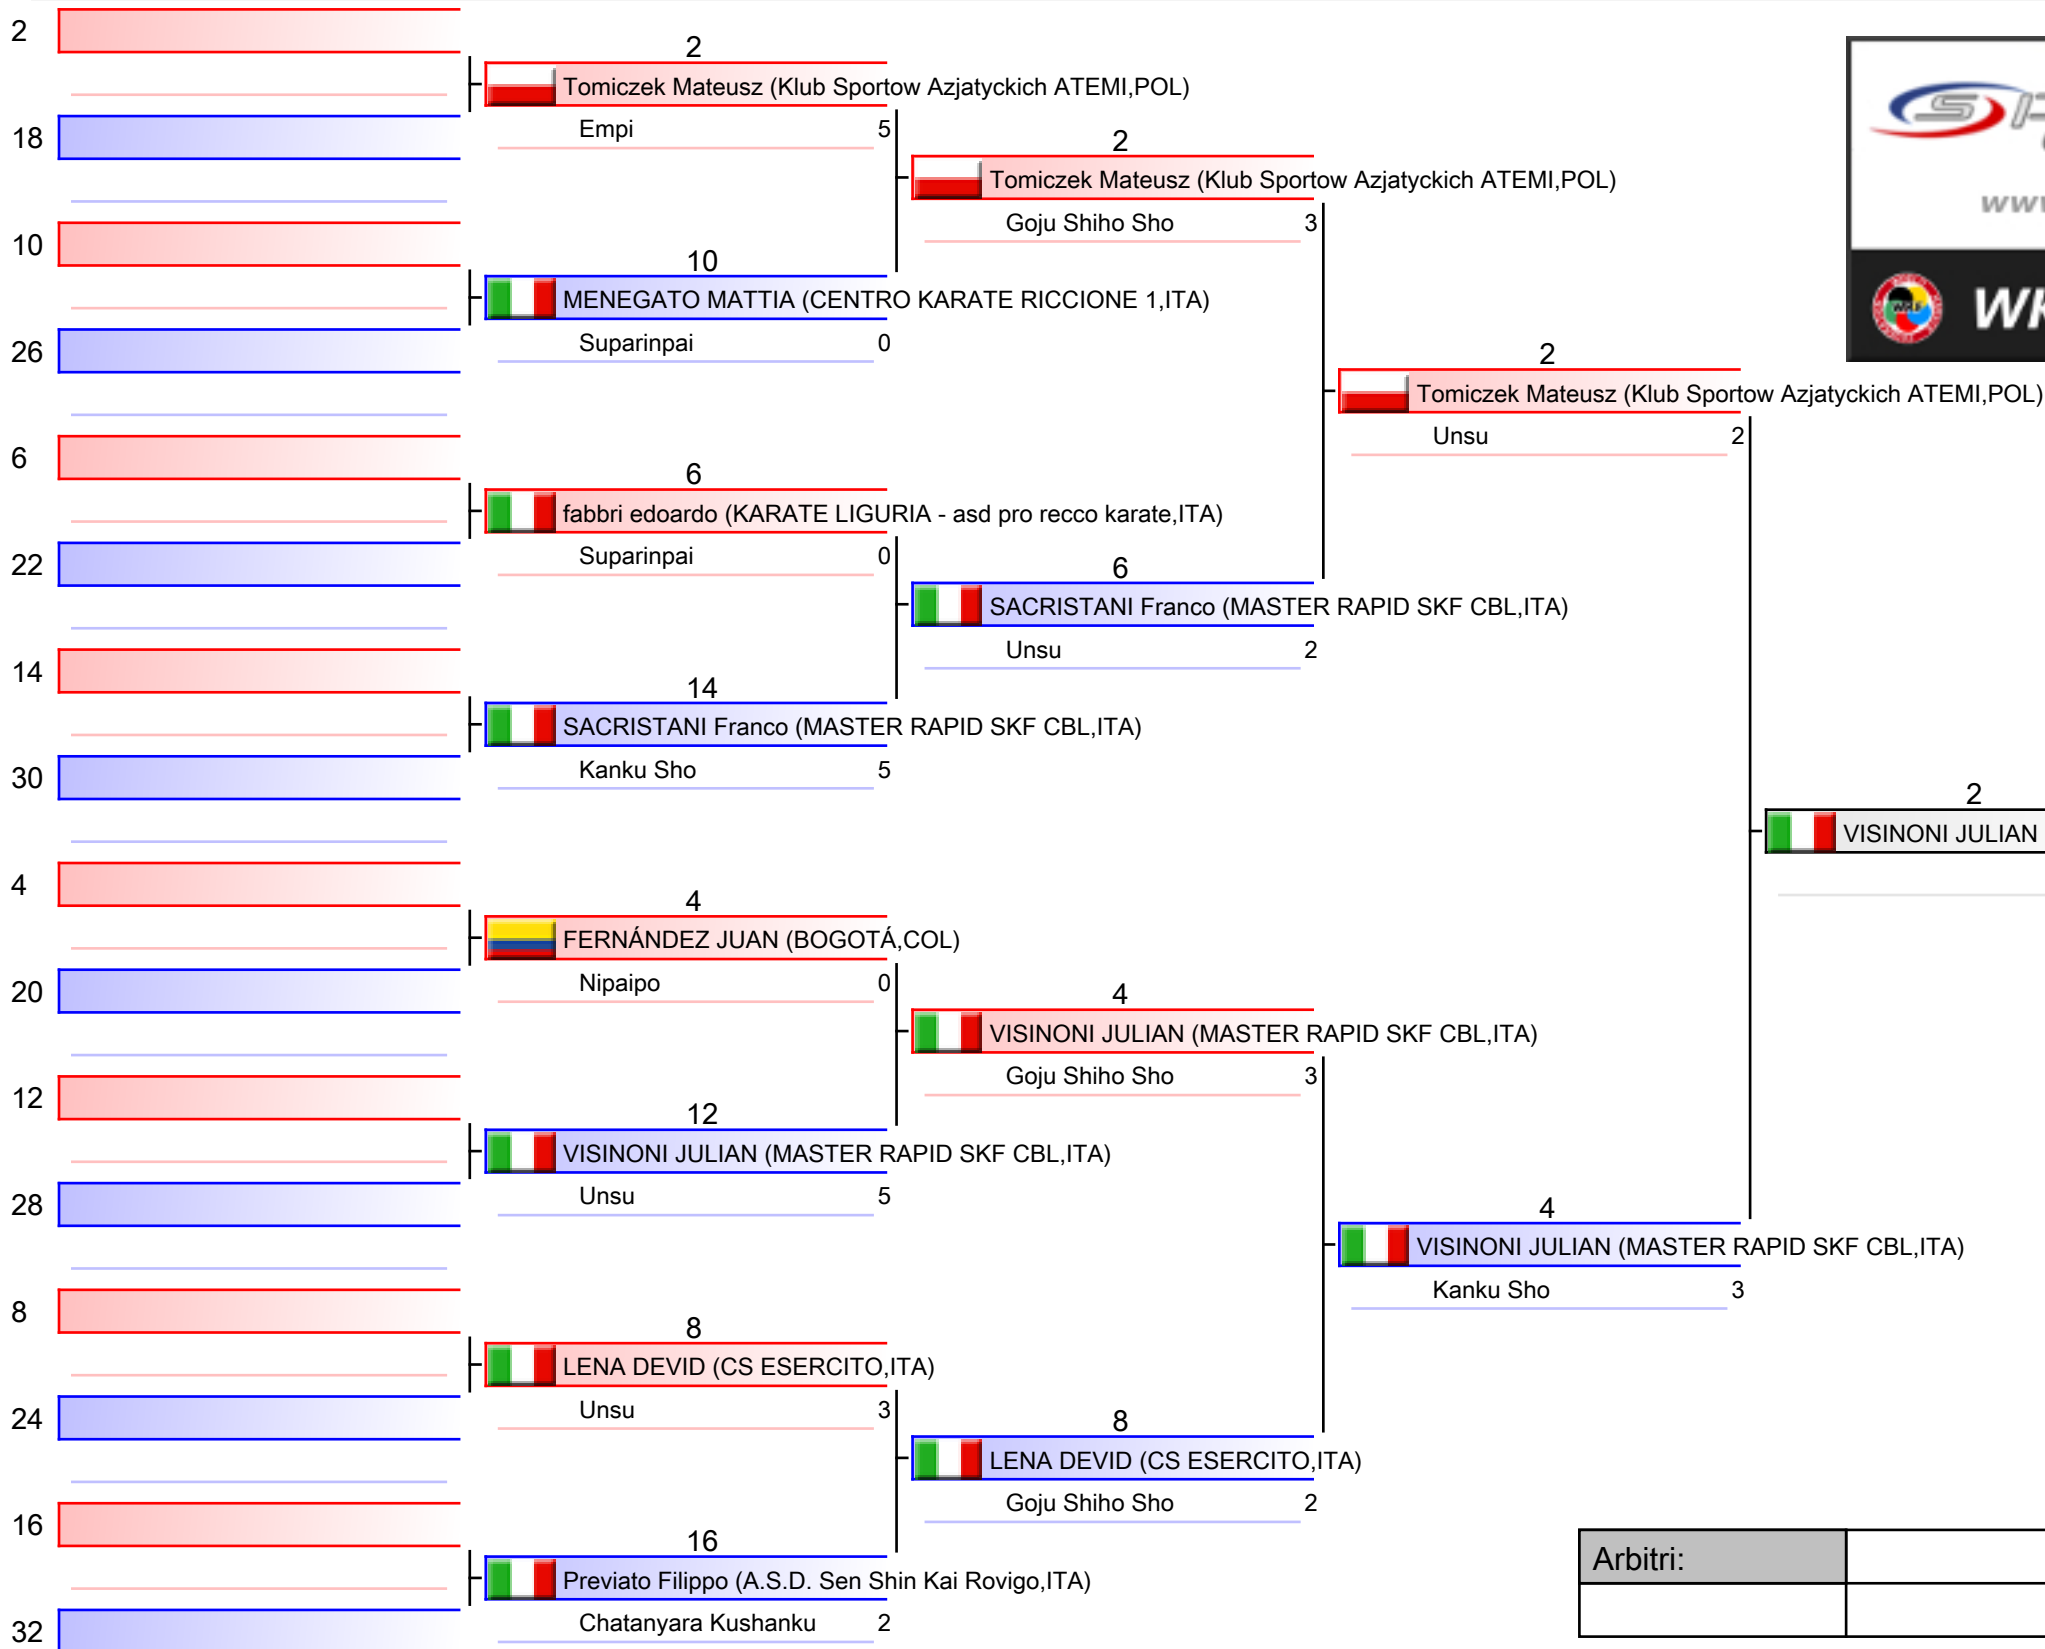 2
2
Tomiczek Mateusz (Klub Sportow Azjatyckich ATEMI,POL)
Empi 5
18
2
Tomiczek Mateusz (Klub Sportow Azjatyckich ATEMI,POL)
Goju Shiho Sho 3
www
10
10
MENEGATO MATTIA (CENTRO KARATE RICCIONE 1,ITA)
Suparinpai 0
26
WK
2
Tomiczek Mateusz (Klub Sportow Azjatyckich ATEMI,POL)
Unsu 2
6
6
fabbri edoardo (KARATE LIGURIA - asd pro recco karate,ITA)
Suparinpai 0
22
6
SACRISTANI Franco (MASTER RAPID SKF CBL,ITA)
Unsu 2
14
14
SACRISTANI Franco (MASTER RAPID SKF CBL,ITA)
Kanku Sho 5
30
2
VISINONI JULIAN
4
4
FERNÁNDEZ JUAN (BOGOTÁ,COL)
Nipaipo 0
20
4
VISINONI JULIAN (MASTER RAPID SKF CBL,ITA)
Goju Shiho Sho 3
12
12
VISINONI JULIAN (MASTER RAPID SKF CBL,ITA)
Unsu 5
28
4
VISINONI JULIAN (MASTER RAPID SKF CBL,ITA)
Kanku Sho 3
8
8
LENA DEVID (CS ESERCITO,ITA)
Unsu 3
24
8
LENA DEVID (CS ESERCITO,ITA)
Goju Shiho Sho 2
16
16
Previato Filippo (A.S.D. Sen Shin Kai Rovigo,ITA)
Chatanyara Kushanku 2
32
Arbitri: